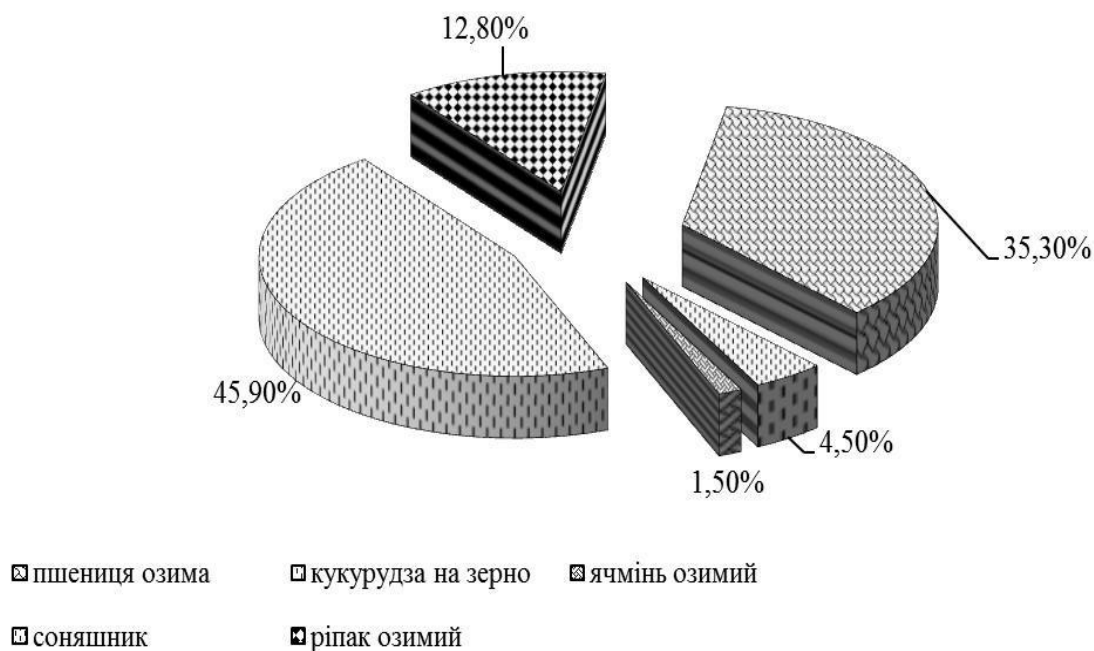 12,80%
35,30%
45,90%
4,50%
1,50%
пшениця озима
кукурудза на зерно
ячмінь озимий
соняшник
ріпак озимий